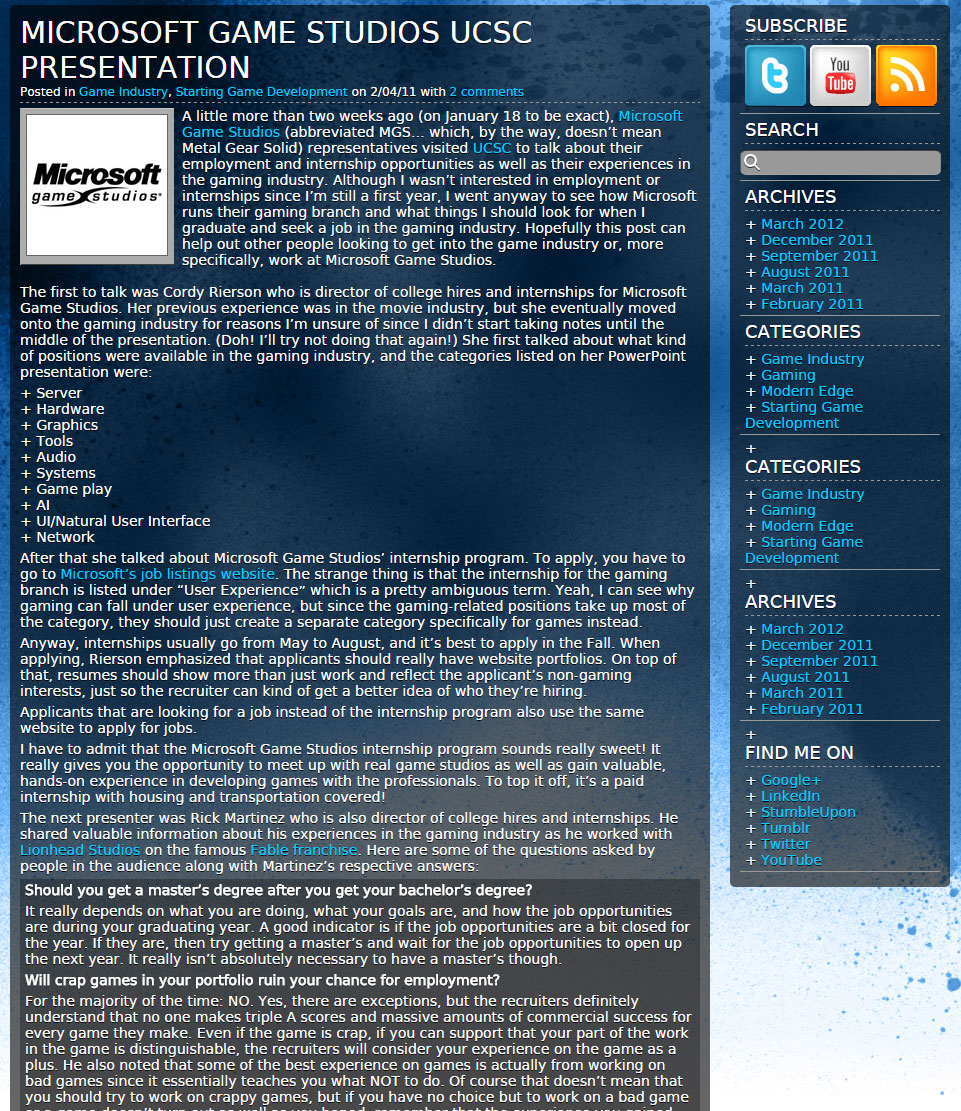 MICROSOFT GAME STUDIOS UCSC
PRESENTATION
Posted in Game Industry, Starting Game Development on 2/04/11 with 2 comments
Microsoft
game studios
A little more than two weeks ago (on January 18 to be exact), Microsoft
Game Studios (abbreviated MGS... which, by the way, doesn't mean
Metal Gear Solid) representatives visited UCSC to talk about their
employment and internship opportunities as well as their experiences in
the gaming industry. Although I wasn't interested in employment or
internships since I'm still a first year, I went anyway to see how Microsoft
runs their gaming branch and what things I should look for when I
graduate and seek a job in the gaming industry. Hopefully this post can
help out other people looking to get into the game industry or, more
specifically, work at Microsoft Game Studios.
The first to talk was Cordy Rierson who is director of college hires and internships for Microsoft
Game Studios. Her previous experience was in the movie industry, but she eventually moved
onto the gaming industry for reasons I'm unsure of since I didn't start taking notes until the
middle of the presentation. (Doh! I'll try not doing that again!) She first talked about what kind
of positions were available in the gaming industry, and the categories listed on her PowerPoint
presentation were:
+ Server
+ Hardware
+ Graphics
+ Tools
+ Audio
+ Systems
+ Game play
+ AI
+ UI/Natural User Interface
+ Network
After that she talked about Microsoft Game Studios' internship program. To apply, you have to
go to Microsoft's job listings website. The strange thing is that the internship for the gaming
branch is listed under "User Experience" which is a pretty ambiguous term. Yeah, I can see why
gaming can fall under user experience, but since the gaming-related positions take up most of
the category, they should just create a separate category specifically for games instead.
Anyway, internships usually go from May to August, and it's best to apply in the Fall. When
applying, Rierson emphasized that applicants should really have website portfolios. On top of
that, resumes should show more than just work and reflect the applicant's non-gaming
interests, just so the recruiter can kind of get a better idea of who they're hiring.
Applicants that are looking for a job instead of the internship program also use the same
website to apply for jobs.
I have to admit that the Microsoft Game Studios internship program sounds really sweet! It
really gives you the opportunity to meet up with real game studios as well as gain valuable,
hands-on experience in developing games with the professionals. To top it off, it's a paid
internship with housing and transportation covered!
The next presenter was Rick Martinez who is also director of college hires and internships. He
shared valuable information about his experiences in the gaming industry as he worked with
Lionhead Studios on the famous Fable franchise. Here are some of the questions asked by
people in the audience along with Martinez's respective answers:
Should you get a master's degree after you get your bachelor's degree?
It really depends on what you are doing, what your goals are, and how the job opportunities
are during your graduating year. A good indicator is if the job opportunities are a bit closed for
the year. If they are, then try getting a master's and wait for the job opportunities to open up
the next year. It really isn't absolutely necessary to have a master's though.
Will crap games in your portfolio ruin your chance for employment?
For the majority of the time: NO. Yes, there are exceptions, but the recruiters definitely
understand that no one makes triple A scores and massive amounts of commercial success for
every game they make. Even if the game is crap, if you can support that your part of the work
in the game is distinguishable, the recruiters will consider your experience on the game as a
plus. He also noted that some of the best experience on games is actually from working on
bad games since it essentially teaches you what NOT to do. Of course that doesn't mean that
you should try to work on crappy games, but if you have no choice but to work on a bad game
SUBSCRIBE
t
You
Tube
SEARCH
ARCHIVES
+ March 2012
+ December 2011
+ September 2011
+ August 2011
+ March 2011
+ February 2011
CATEGORIES
+ Game Industry
+ Gaming
+ Modern Edge
+ Starting Game
Development
+
CATEGORIES
+ Game Industry
+ Gaming
+ Modern Edge
+ Starting Game
Development
+
ARCHIVES
+ March 2012
+ December 2011
+ September 2011
+ August 2011
+ March 2011
+ February 2011
+
FIND ME ON
+ Google+
+ LinkedIn
+ StumbleUpon
+ Tumblr
+ Twitter
+ YouTube